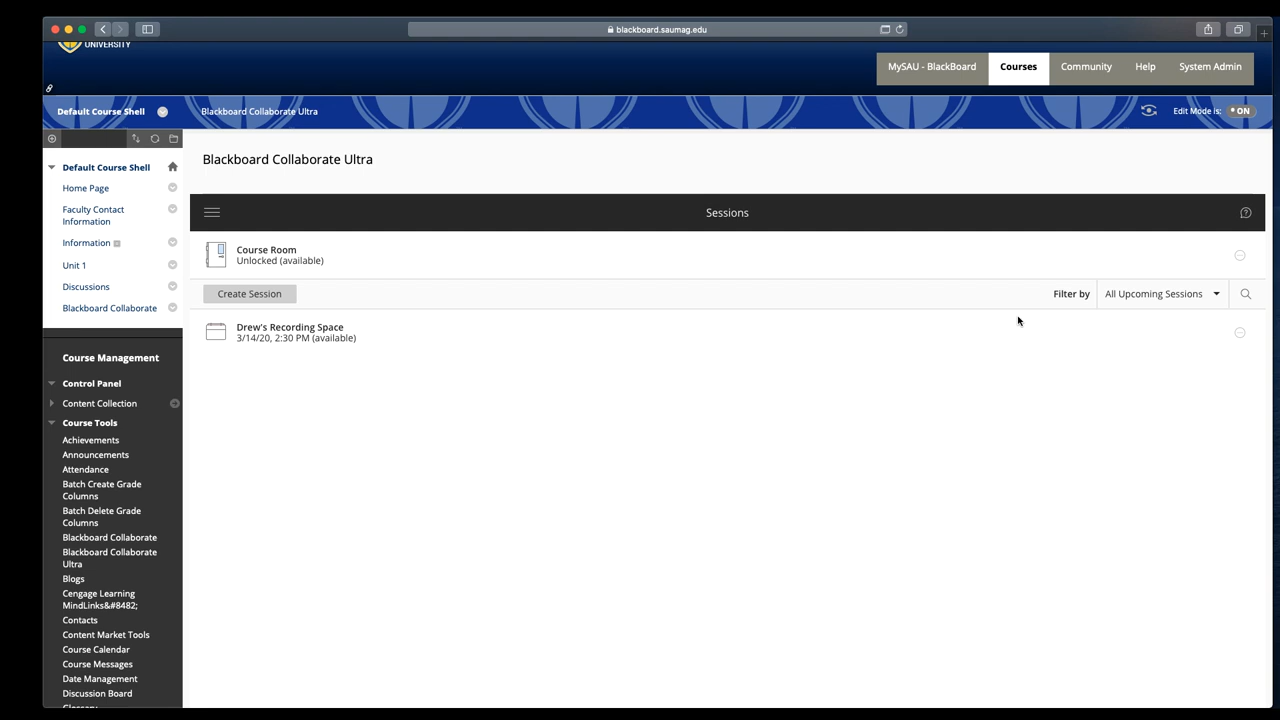 blackboard.saumag.edu
UNIVERSITY
MySAU - BlackBoard
Courses
Community
Help
System Admin
Default Course Shell
Blackboard Collaborate Ultra
Edit Mode is:
ON
Default Course Shell
Home Page
Faculty Contact
Information
Information
Unit 1
Discussions
Blackboard Collaborate
Course Management
Control Panel
Content Collection
Course Tools
Achievements
Announcements
Attendance
Batch Create Grade
Columns
Batch Delete Grade
Columns
Blackboard Collaborate
Blackboard Collaborate
Ultra
Blogs
Cengage Learning
MindLinks&#8482;
Contacts
Content Market Tools
Course Calendar
Course Messages
Date Management
Discussion Board
Blackboard Collaborate Ultra
Sessions
Course Room
Unlocked (available)
Create Session
Filter by
All Upcoming Sessions
Drew's Recording Space
3/14/20, 2:30 PM (available)